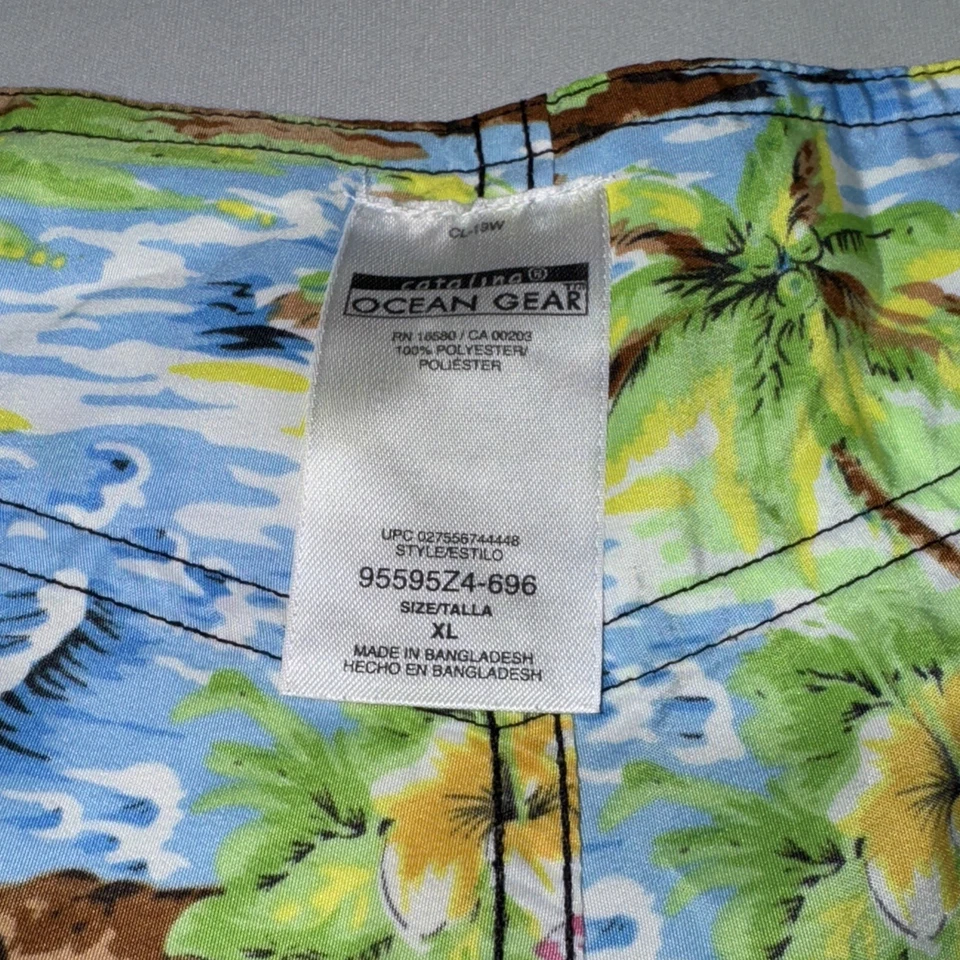 CL-19W
catalina®
OCEAN GEAR™
RN 16580 / CA 00203
100% POLYESTER/
POLIÉSTER
UPC 027556744448
STYLE/ESTILO
95595Z4-696
SIZE/TALLA
XL
MADE IN BANGLADESH
HECHO EN BANGLADESH